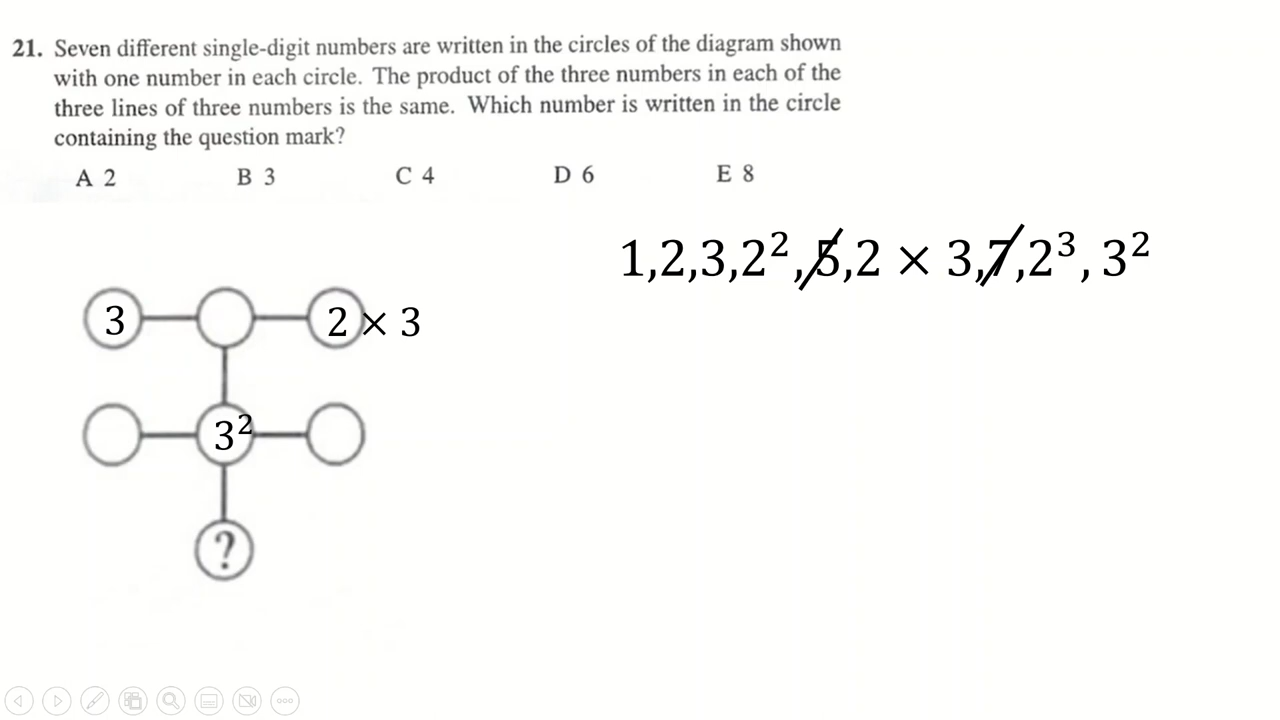 21. Seven different single-digit numbers are written in the circles of the diagram shown
with one number in each circle. The product of the three numbers in each of the
three lines of three numbers is the same. Which number is written in the circle
containing the question mark?
A 2 B 3 C 4 D 6 E 8
1,2,3,2²,5,2 × 3,7,2³, 3²
3 2 × 3
3²
?